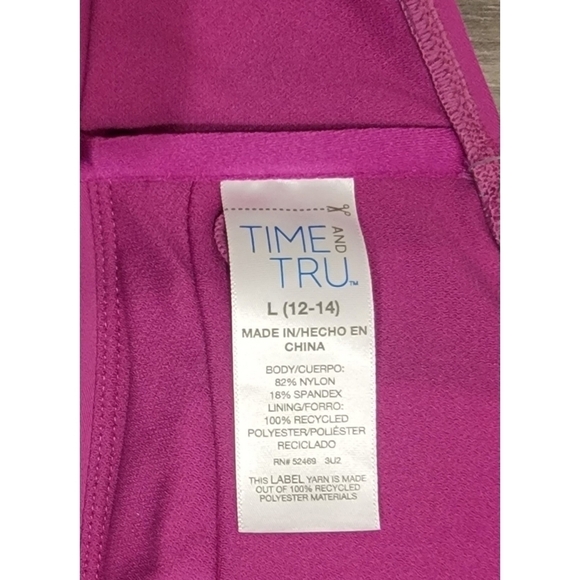 TIME AND
TRU™
L (12-14)
MADE IN/HECHO EN
CHINA
BODY/CUERPO:
82% NYLON
18% SPANDEX
LINING/FORRO:
100% RECYCLED
POLYESTER/POLIÉSTER
RECICLADO
RN# 52469 3U2
THIS LABEL YARN IS MADE
OUT OF 100% RECYCLED
POLYESTER MATERIALS